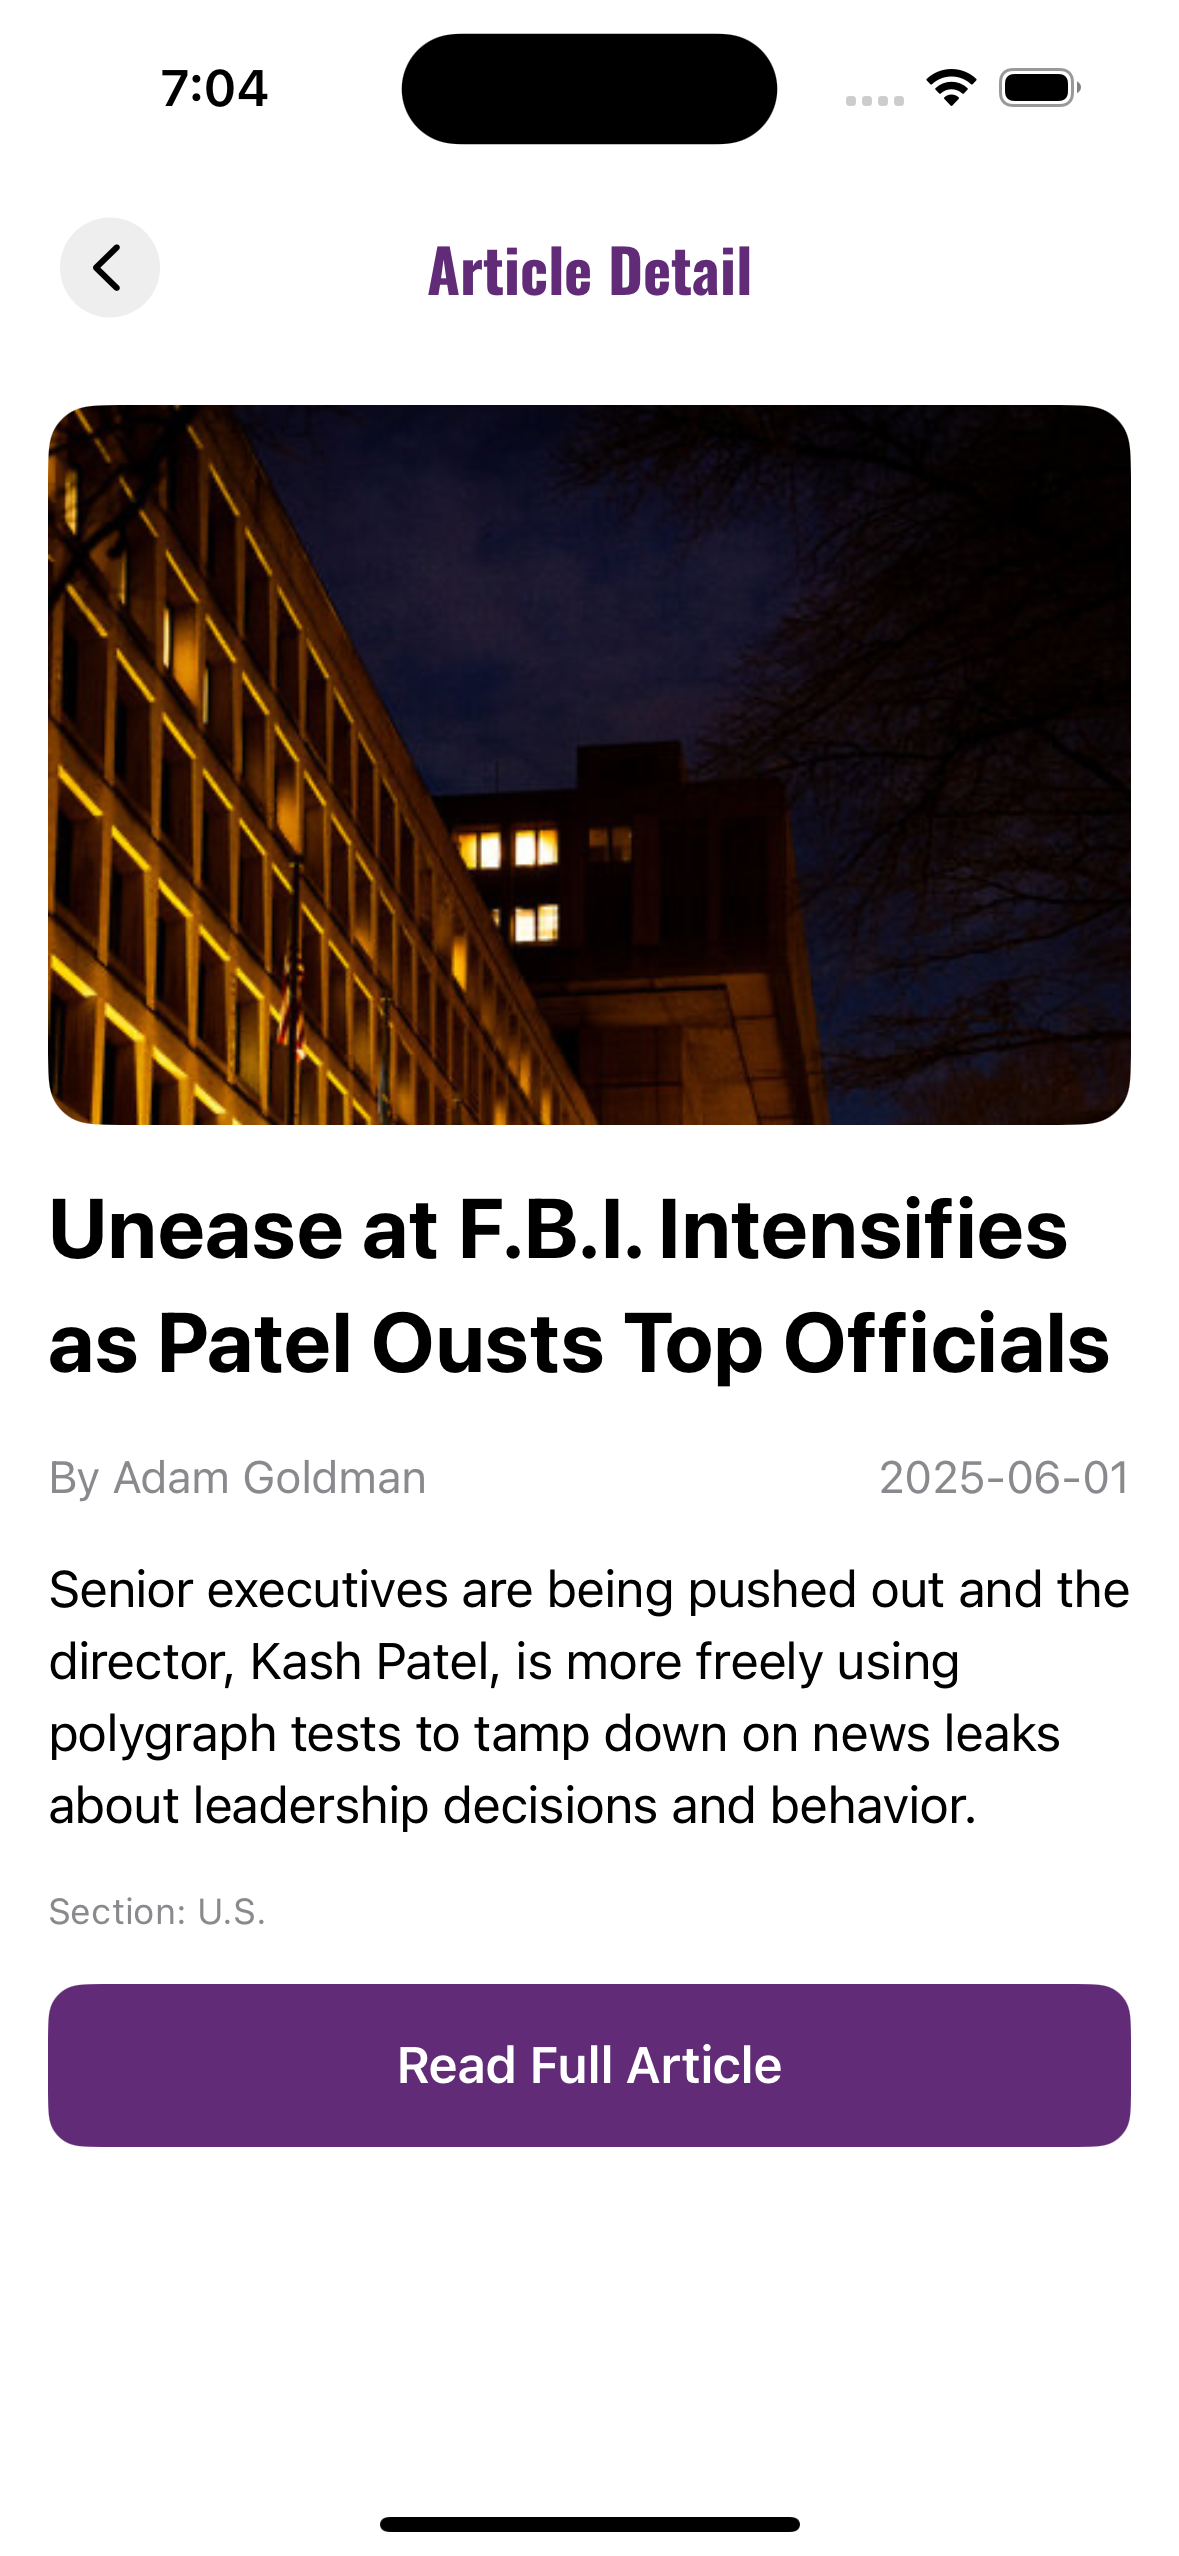 7:04
Article Detail
Unease at F.B.I. Intensifies
as Patel Ousts Top Officials
By Adam Goldman
2025-06-01
Senior executives are being pushed out and the
director, Kash Patel, is more freely using
polygraph tests to tamp down on news leaks
about leadership decisions and behavior.
Section: U.S.
Read Full Article